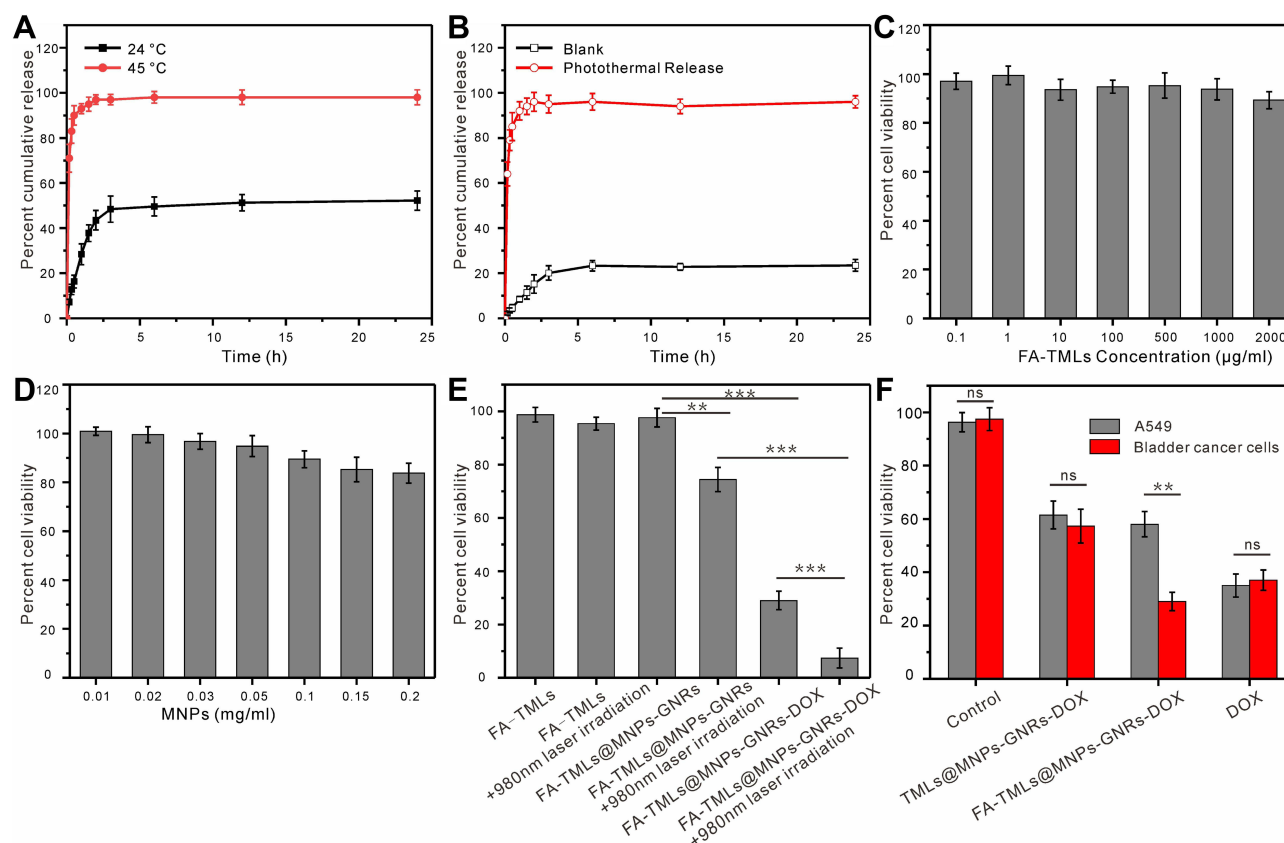 A
Percent cumulative release
120
100
80
60
40
20
0
24 °C
45 °C
0
5
10
15
20
25
Time (h)
B
Percent cumulative release
120
100
80
60
40
20
0
Blank
Photothermal Release
0
5
10
15
20
25
Time (h)
C
Percent cell viability
120
100
80
60
40
20
0
0.1
1
10
100
500
1000
2000
FA-TMLs Concentration (μg/ml)
D
Percent cell viability
120
100
80
60
40
20
0
0.01
0.02
0.03
0.05
0.1
0.15
0.2
MNPs (mg/ml)
E
Percent cell viability
100
80
60
40
20
0
***
**
***
***
FA-TMLs
FA-TMLs
+980nm laser irradiation
FA-TMLs@MNPs-GNRs
FA-TMLs@MNPs-GNRs
+980nm laser irradiation
FA-TMLs@MNPs-GNRs-DOX
FA-TMLs@MNPs-GNRs-DOX
+980nm laser irradiation
F
Percent cell viability
100
80
60
40
20
0
A549
Bladder cancer cells
ns
ns
**
ns
Control
TMLs@MNPs-GNRs-DOX
FA-TMLs@MNPs-GNRs-DOX
DOX